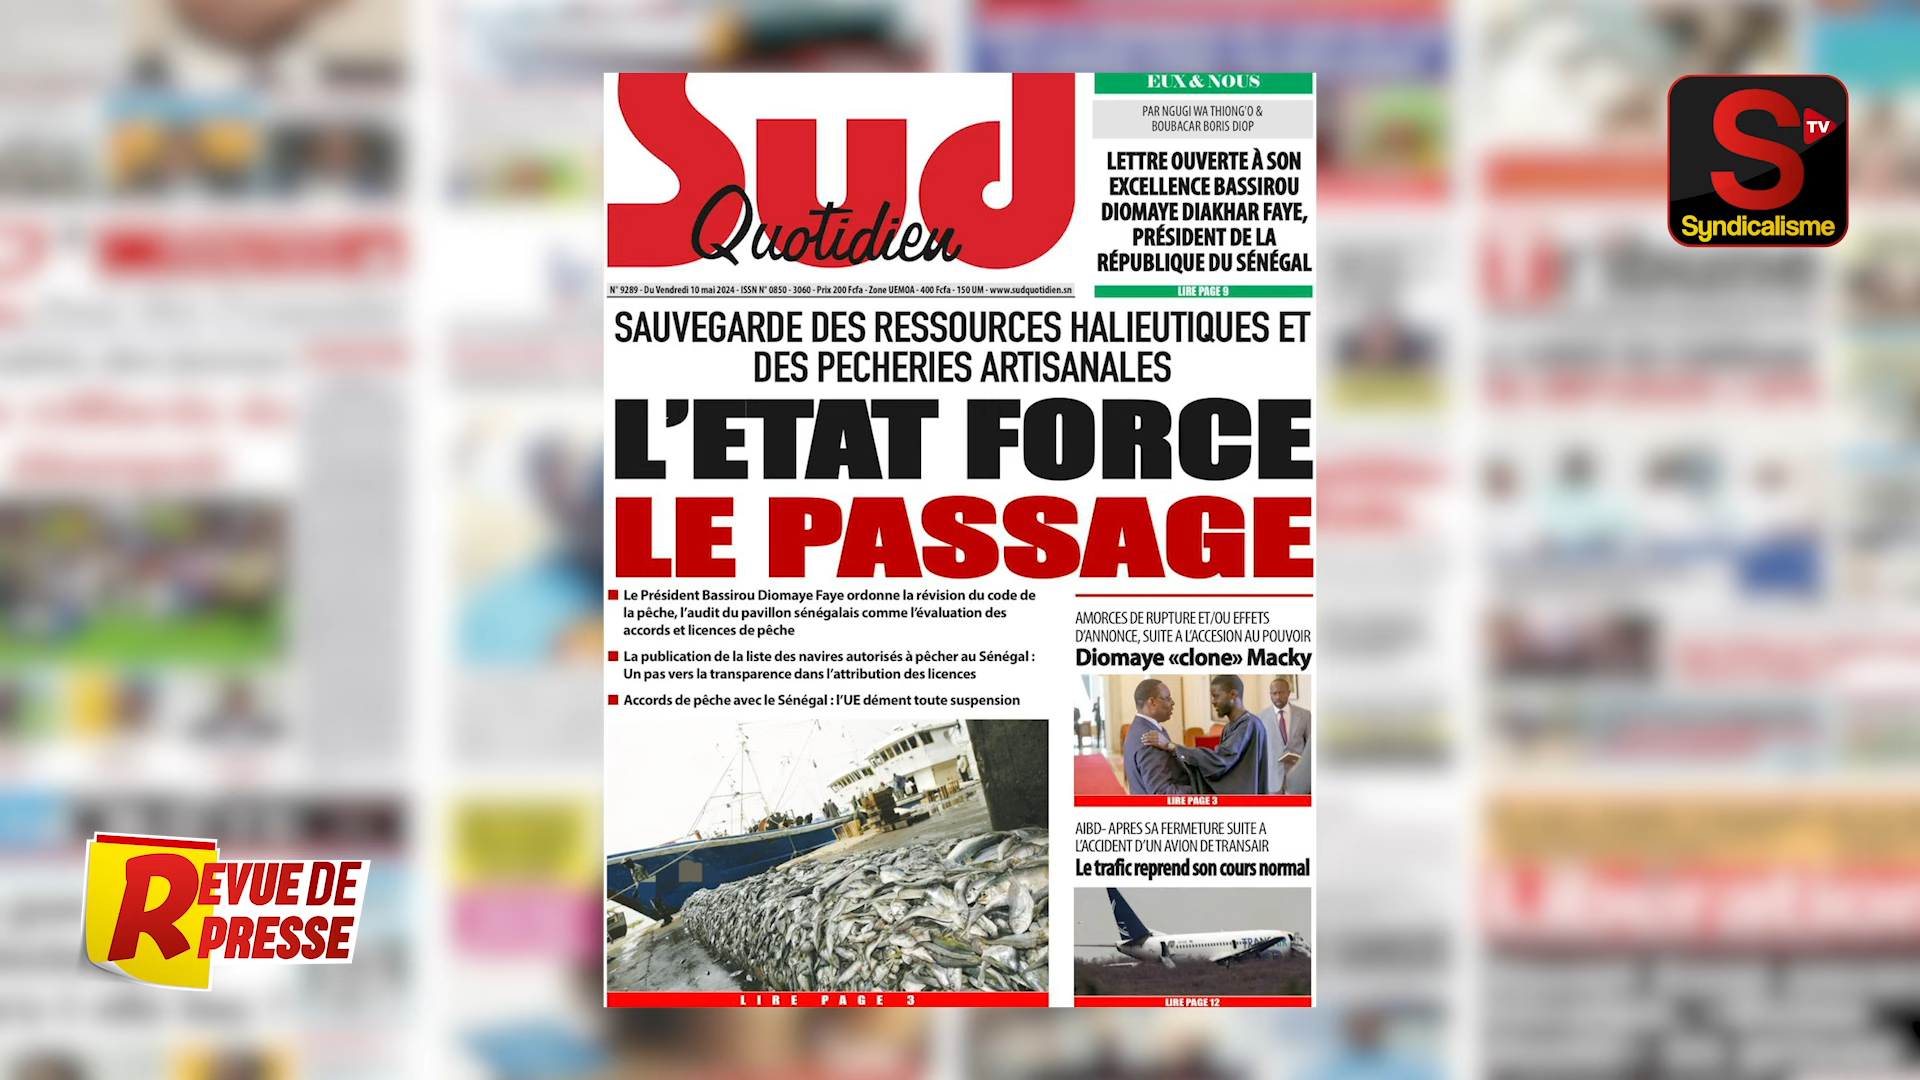 Sud
Quotidien
N° 9289 - Du Vendredi 10 mai 2024 - ISSN N° 0850 - 3060 - Prix 200 Fcfa - Zone UEMOA - 400 Fcfa - 150 UM - www.sudquotidien.sn
EUX & NOUS
PAR NGUGI WA THIONG'O &
BOUBACAR BORIS DIOP
LETTRE OUVERTE À SON
EXCELLENCE BASSIROU
DIOMAYE DIAKHAR FAYE,
PRÉSIDENT DE LA
RÉPUBLIQUE DU SÉNÉGAL
LIRE PAGE 9
SAUVEGARDE DES RESSOURCES HALIEUTIQUES ET
DES PECHERIES ARTISANALES
L'ETAT FORCE
LE PASSAGE
Le Président Bassirou Diomaye Faye ordonne la révision du code de
la pêche, l'audit du pavillon sénégalais comme l'évaluation des
accords et licences de pêche
La publication de la liste des navires autorisés à pêcher au Sénégal :
Un pas vers la transparence dans l'attribution des licences
Accords de pêche avec le Sénégal : l'UE dément toute suspension
LIRE PAGE 3
AMORCES DE RUPTURE ET/OU EFFETS
D'ANNONCE, SUITE A L'ACCESION AU POUVOIR
Diomaye «clone» Macky
LIRE PAGE 3
AIBD- APRES SA FERMETURE SUITE A
L'ACCIDENT D'UN AVION DE TRANSAIR
Le trafic reprend son cours normal
LIRE PAGE 12
S TV
Syndicalisme
REVUE DE
PRESSE